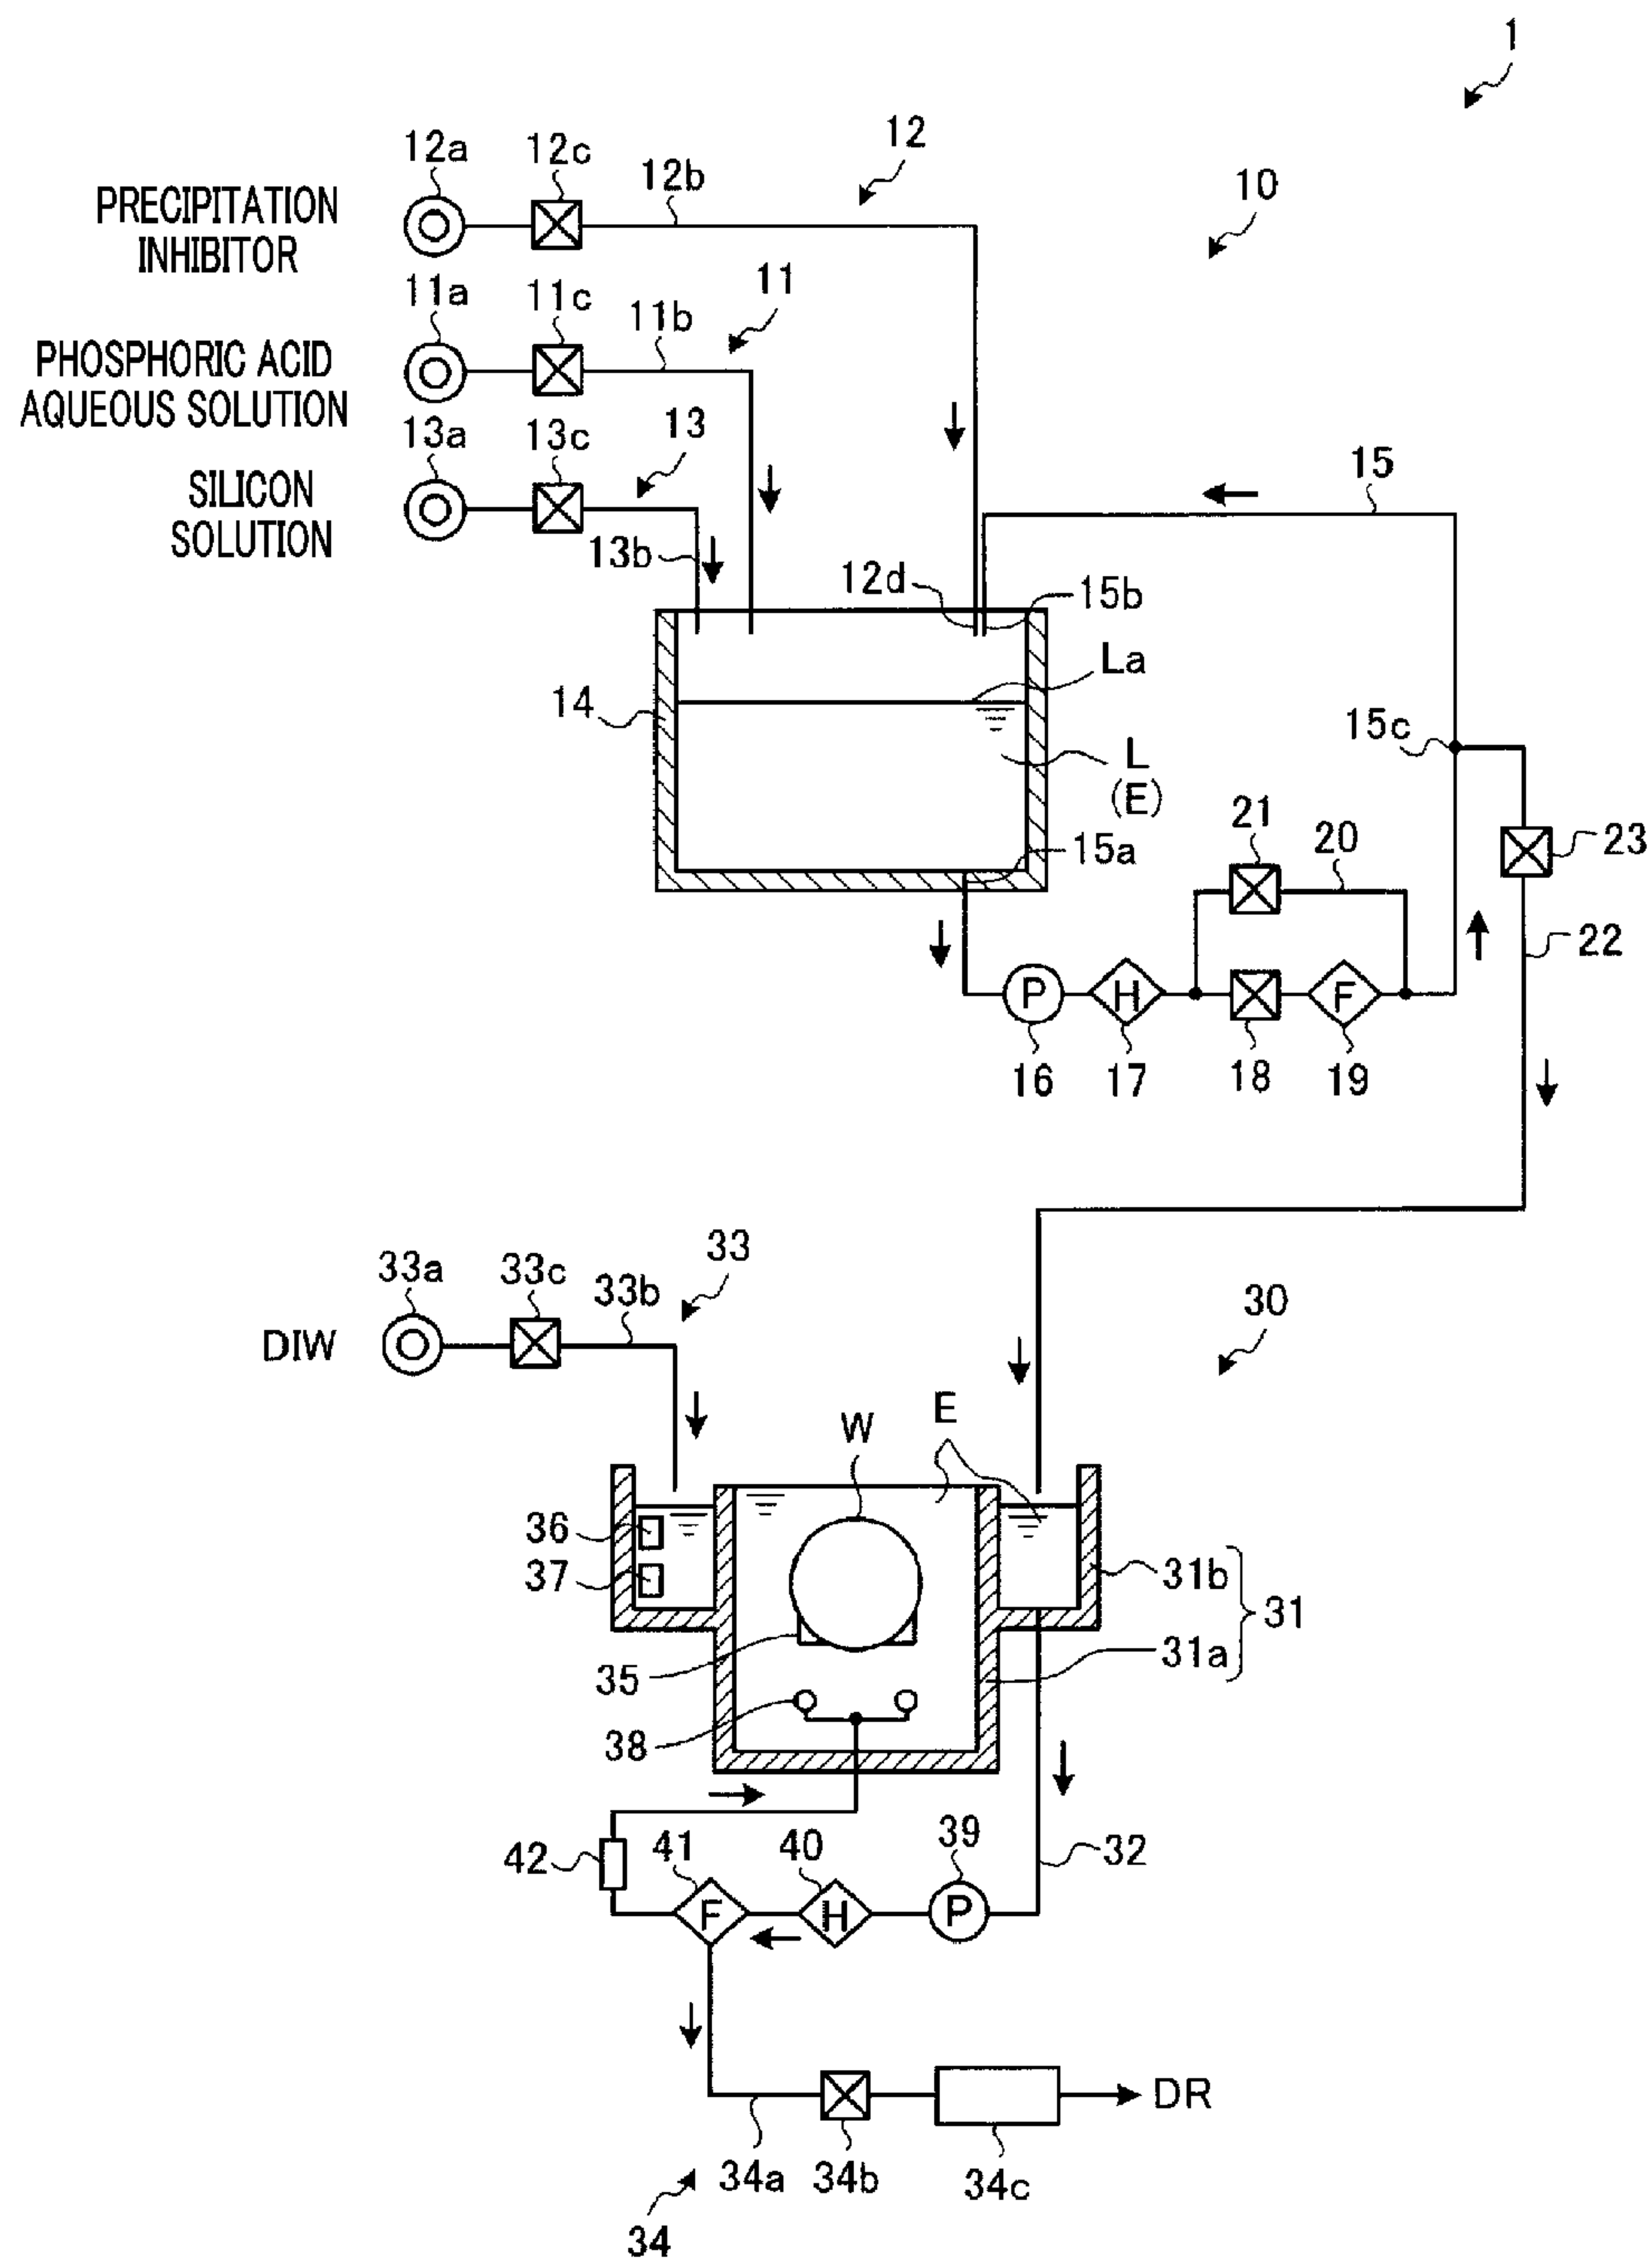 1
12a
12c
12b
12
10
PRECIPITATION
INHIBITOR
11a
11c
11b
11
PHOSPHORIC ACID
AQUEOUS SOLUTION
13a
13c
13
SILICON
SOLUTION
13b
15
12d
15b
La
14
15c
L
(E)
15a
21
20
23
22
P
H
F
16
17
18
19
33a
33c
33b
33
30
DIW
W
E
36
37
31b
31
31a
35
38
39
32
42
41
40
F
H
P
DR
34a
34b
34c
34